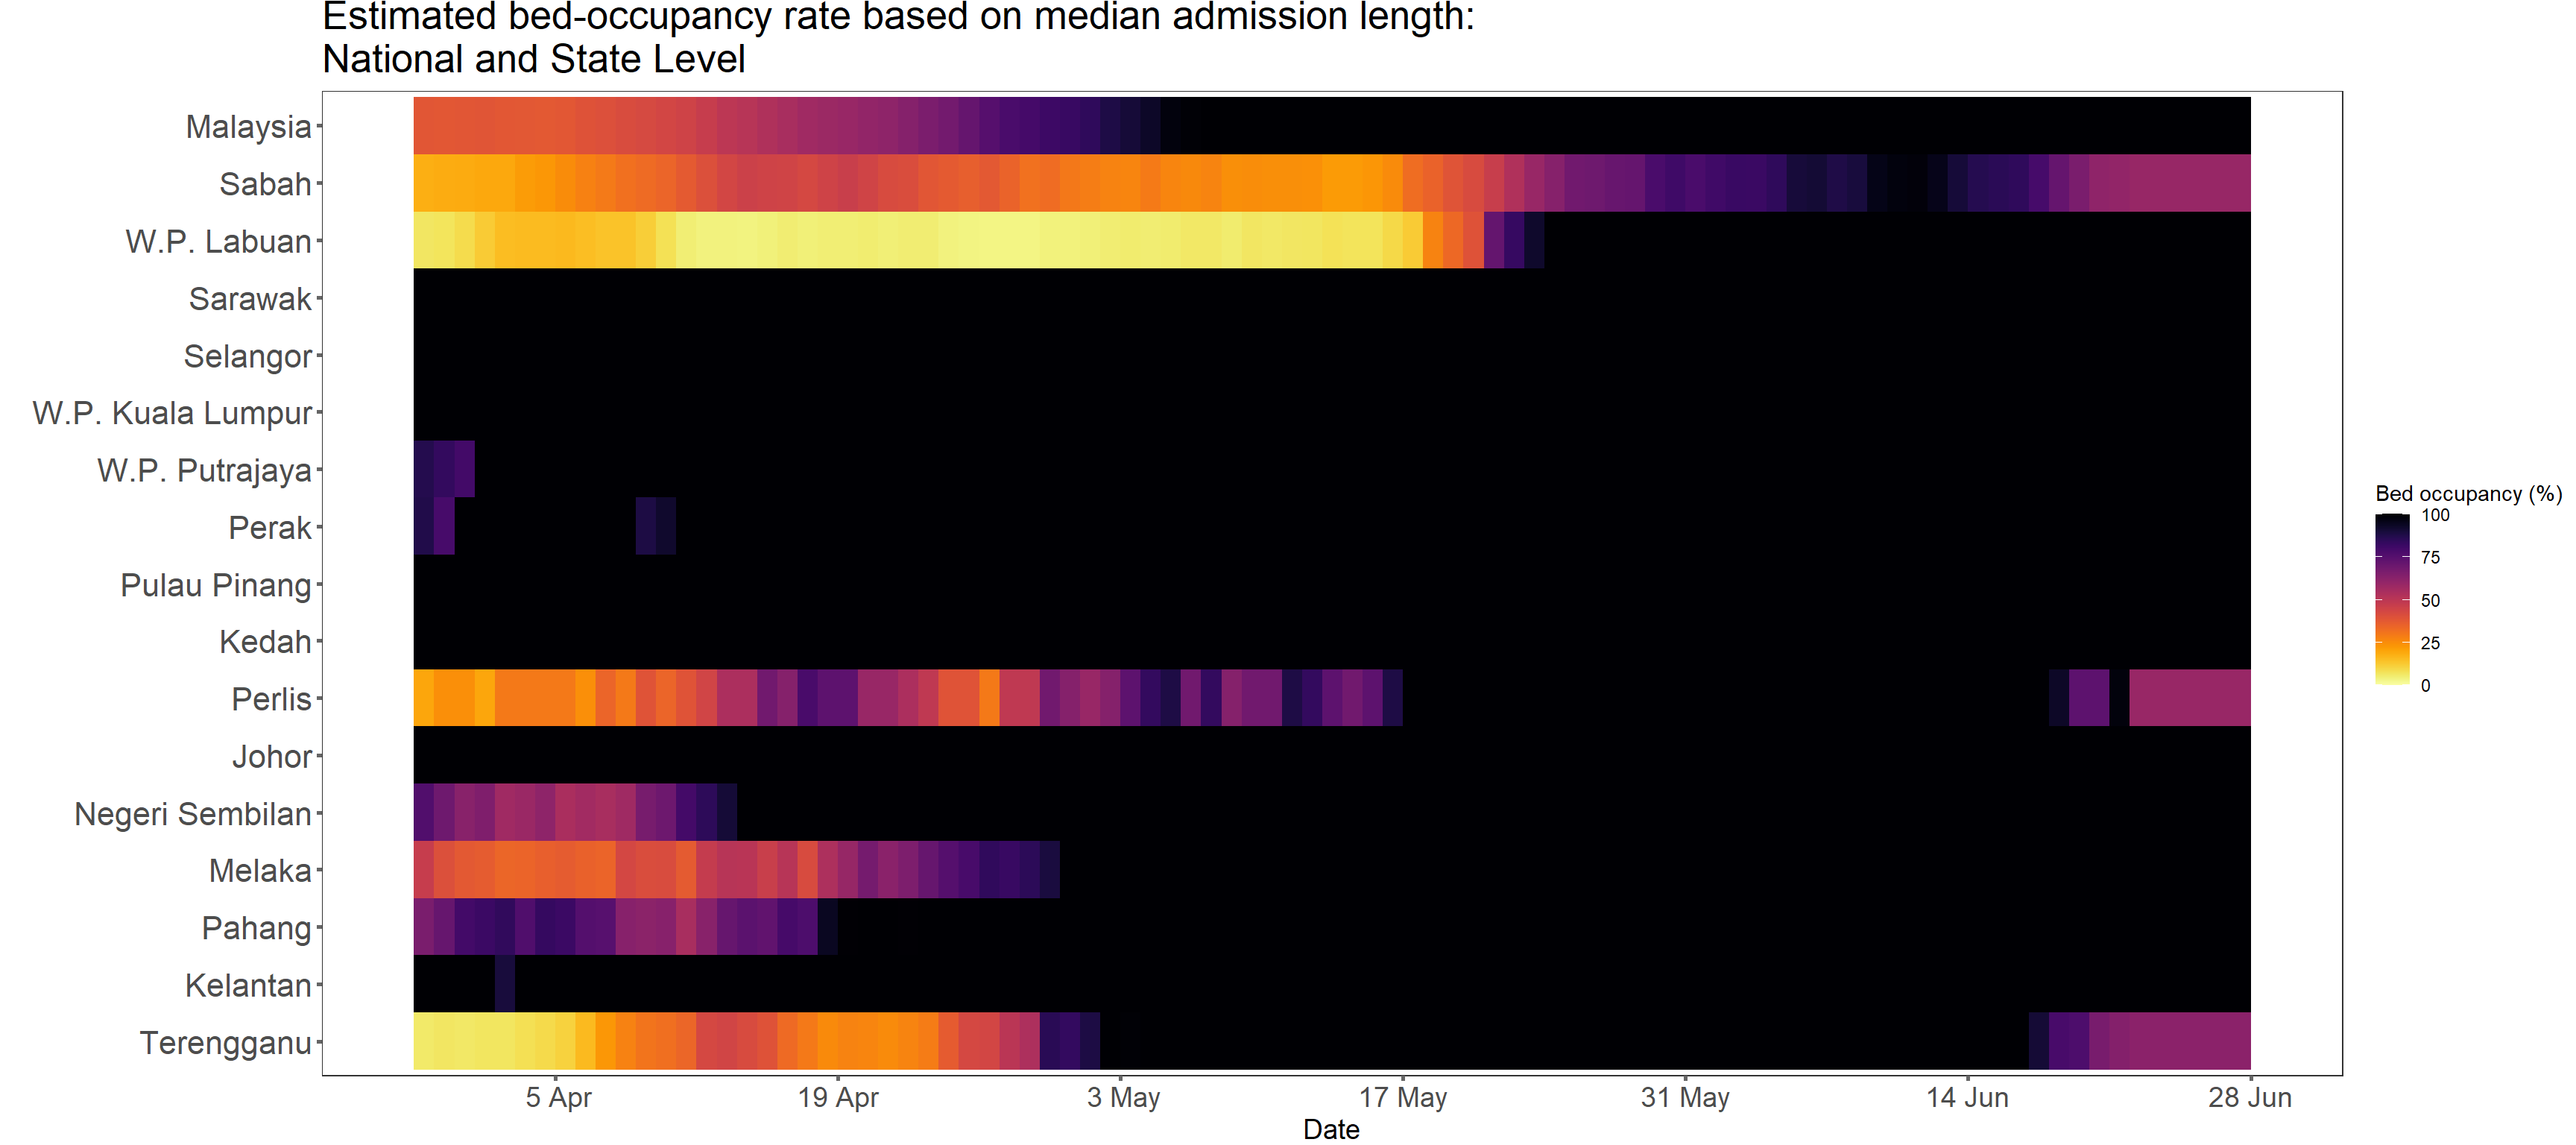 Estimated bed-occupancy rate based on median admission length:
National and State Level
Malaysia
Sabah
W.P. Labuan
Sarawak
Selangor
W.P. Kuala Lumpur
W.P. Putrajaya
Perak
Pulau Pinang
Kedah
Perlis
Johor
Negeri Sembilan
Melaka
Pahang
Kelantan
Terengganu
5 Apr
19 Apr
3 May
17 May
31 May
14 Jun
28 Jun
Date
Bed occupancy (%)
100
75
50
25
0